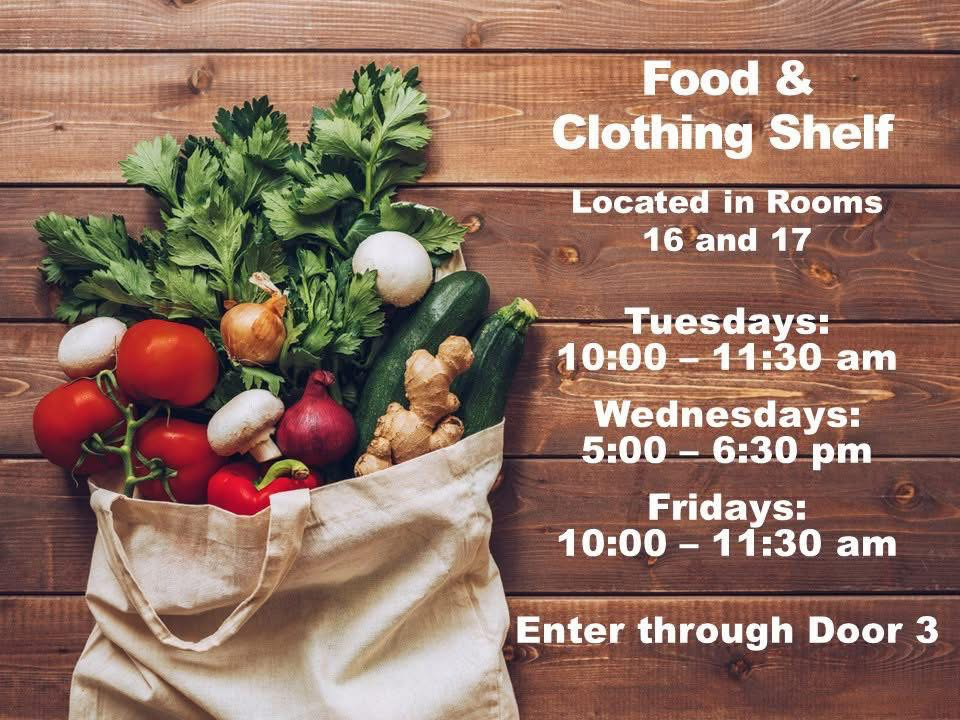 Food &
Clothing Shelf
Located in Rooms
16 and 17
Tuesdays:
10:00 – 11:30 am
Wednesdays:
5:00 – 6:30 pm
Fridays:
10:00 – 11:30 am
Enter through Door 3